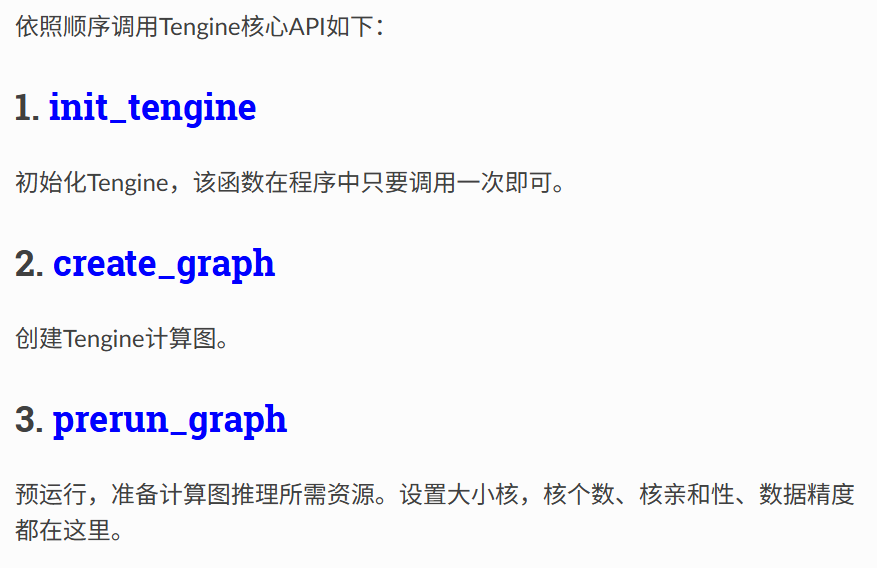 依照顺序调用Tengine核心API如下：
1. init_tengine
初始化Tengine，该函数在程序中只要调用一次即可。
2. create_graph
创建Tengine计算图。
3. prerun_graph
预运行，准备计算图推理所需资源。设置大小核，核个数、核亲和性、数据精度
都在这里。